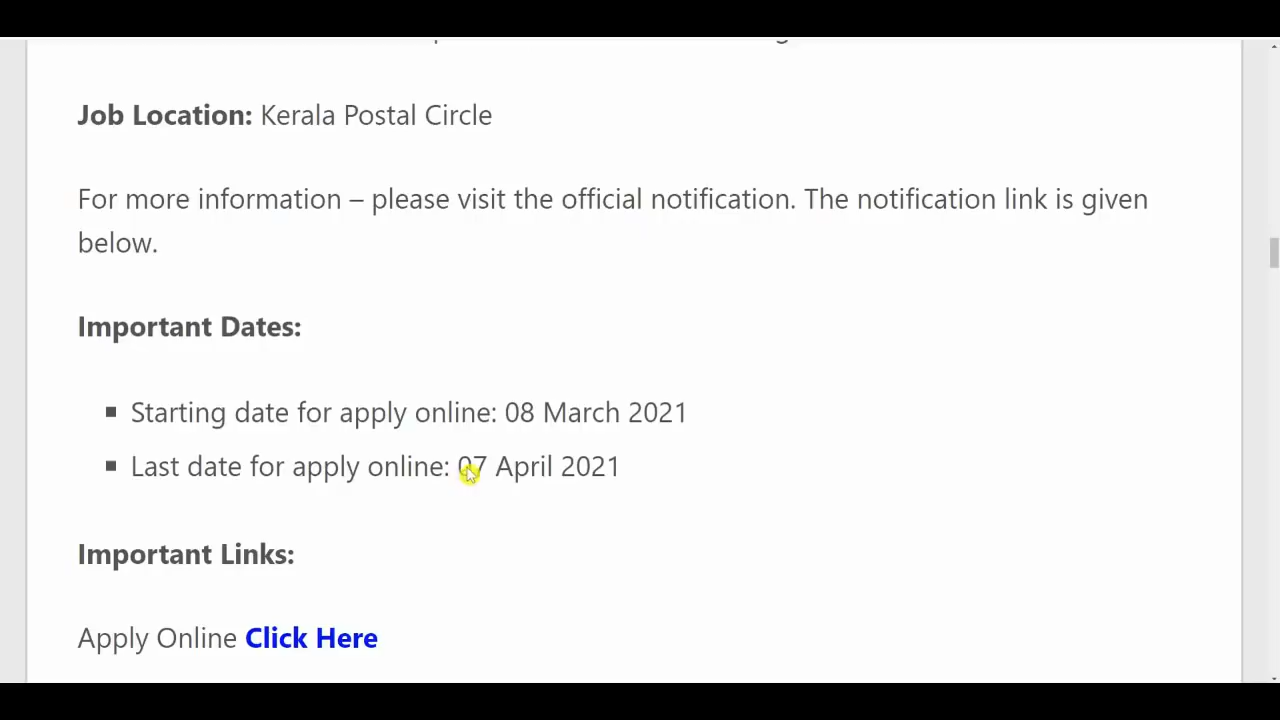 Job Location: Kerala Postal Circle
For more information – please visit the official notification. The notification link is given
below.
Important Dates:
▪ Starting date for apply online: 08 March 2021
▪ Last date for apply online: 07 April 2021
Important Links:
Apply Online Click Here